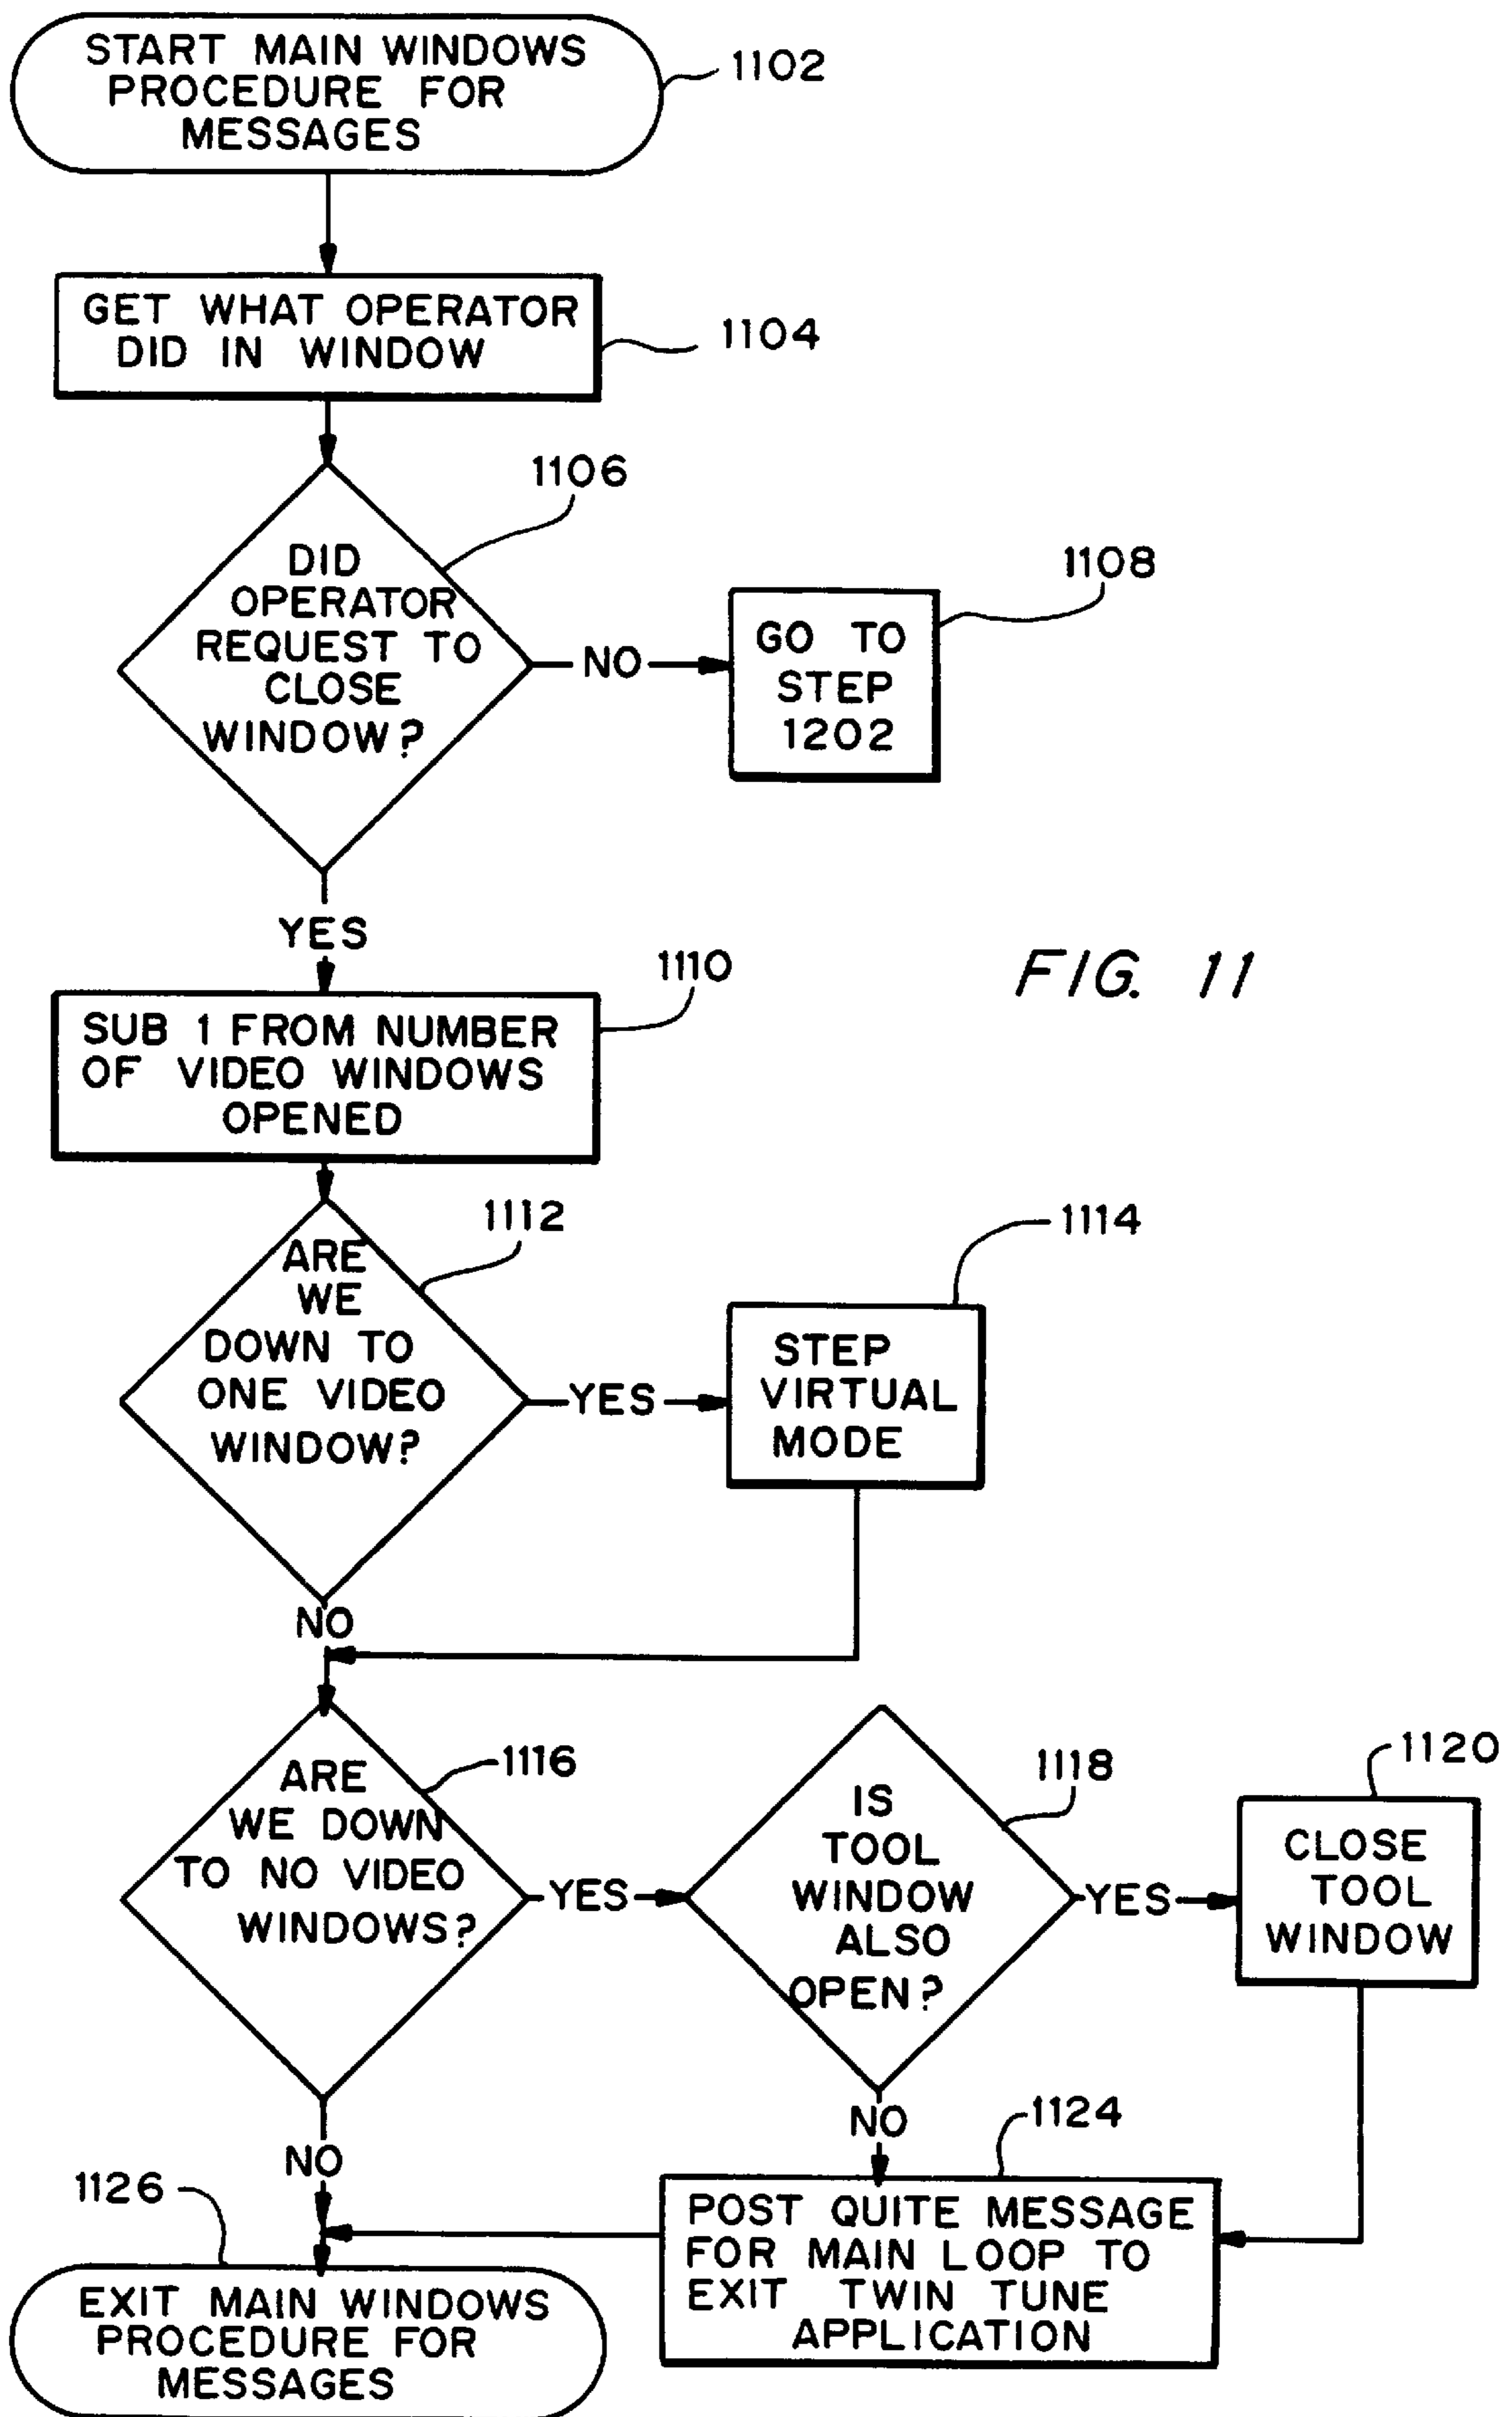 START MAIN WINDOWS
PROCEDURE FOR
MESSAGES
1102
GET WHAT OPERATOR
DID IN WINDOW
1104
1106
DID
OPERATOR
REQUEST TO
CLOSE
WINDOW?
NO
1108
GO TO
STEP
1202
YES
1110
SUB 1 FROM NUMBER
OF VIDEO WINDOWS
OPENED
FIG. 11
1112
ARE
WE
DOWN TO
ONE VIDEO
WINDOW?
YES
1114
STEP
VIRTUAL
MODE
NO
1116
ARE
WE DOWN
TO NO VIDEO
WINDOWS?
YES
1118
IS
TOOL
WINDOW
ALSO
OPEN?
YES
1120
CLOSE
TOOL
WINDOW
NO
NO
1124
POST QUITE MESSAGE
FOR MAIN LOOP TO
EXIT TWIN TUNE
APPLICATION
1126
EXIT MAIN WINDOWS
PROCEDURE FOR
MESSAGES